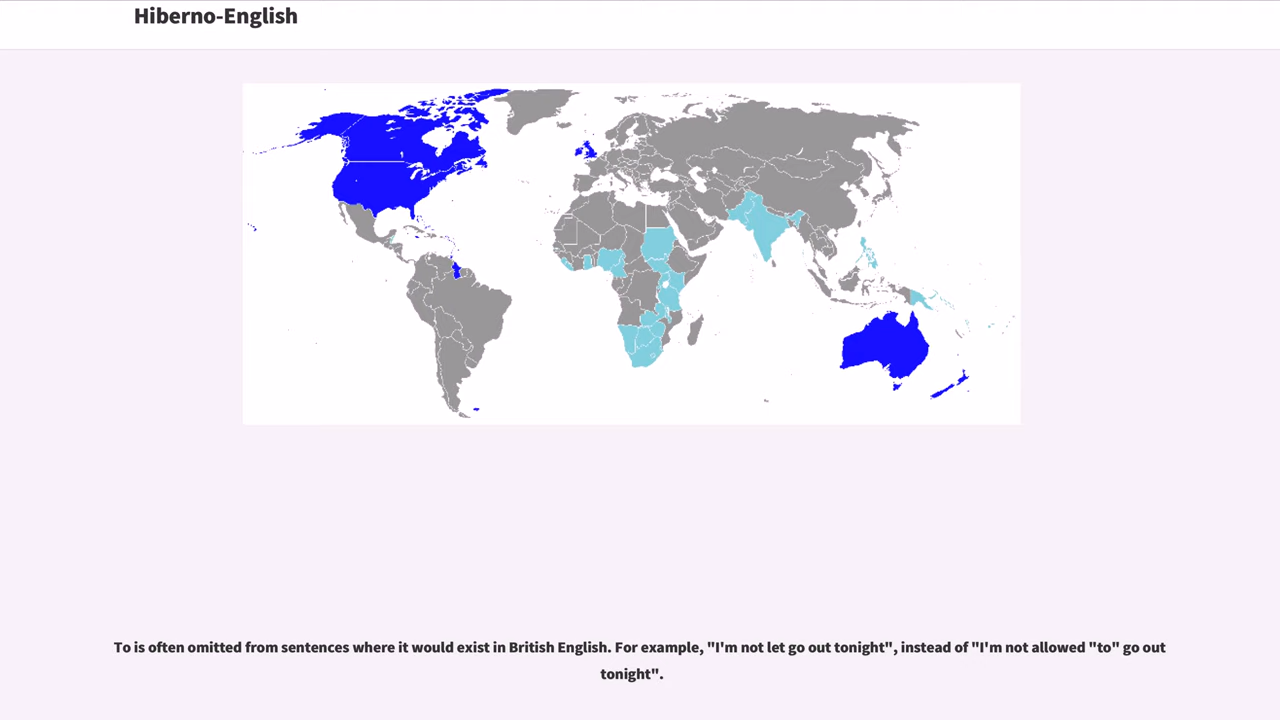 Hiberno-English
To is often omitted from sentences where it would exist in British English. For example, "I'm not let go out tonight", instead of "I'm not allowed "to" go out
tonight".